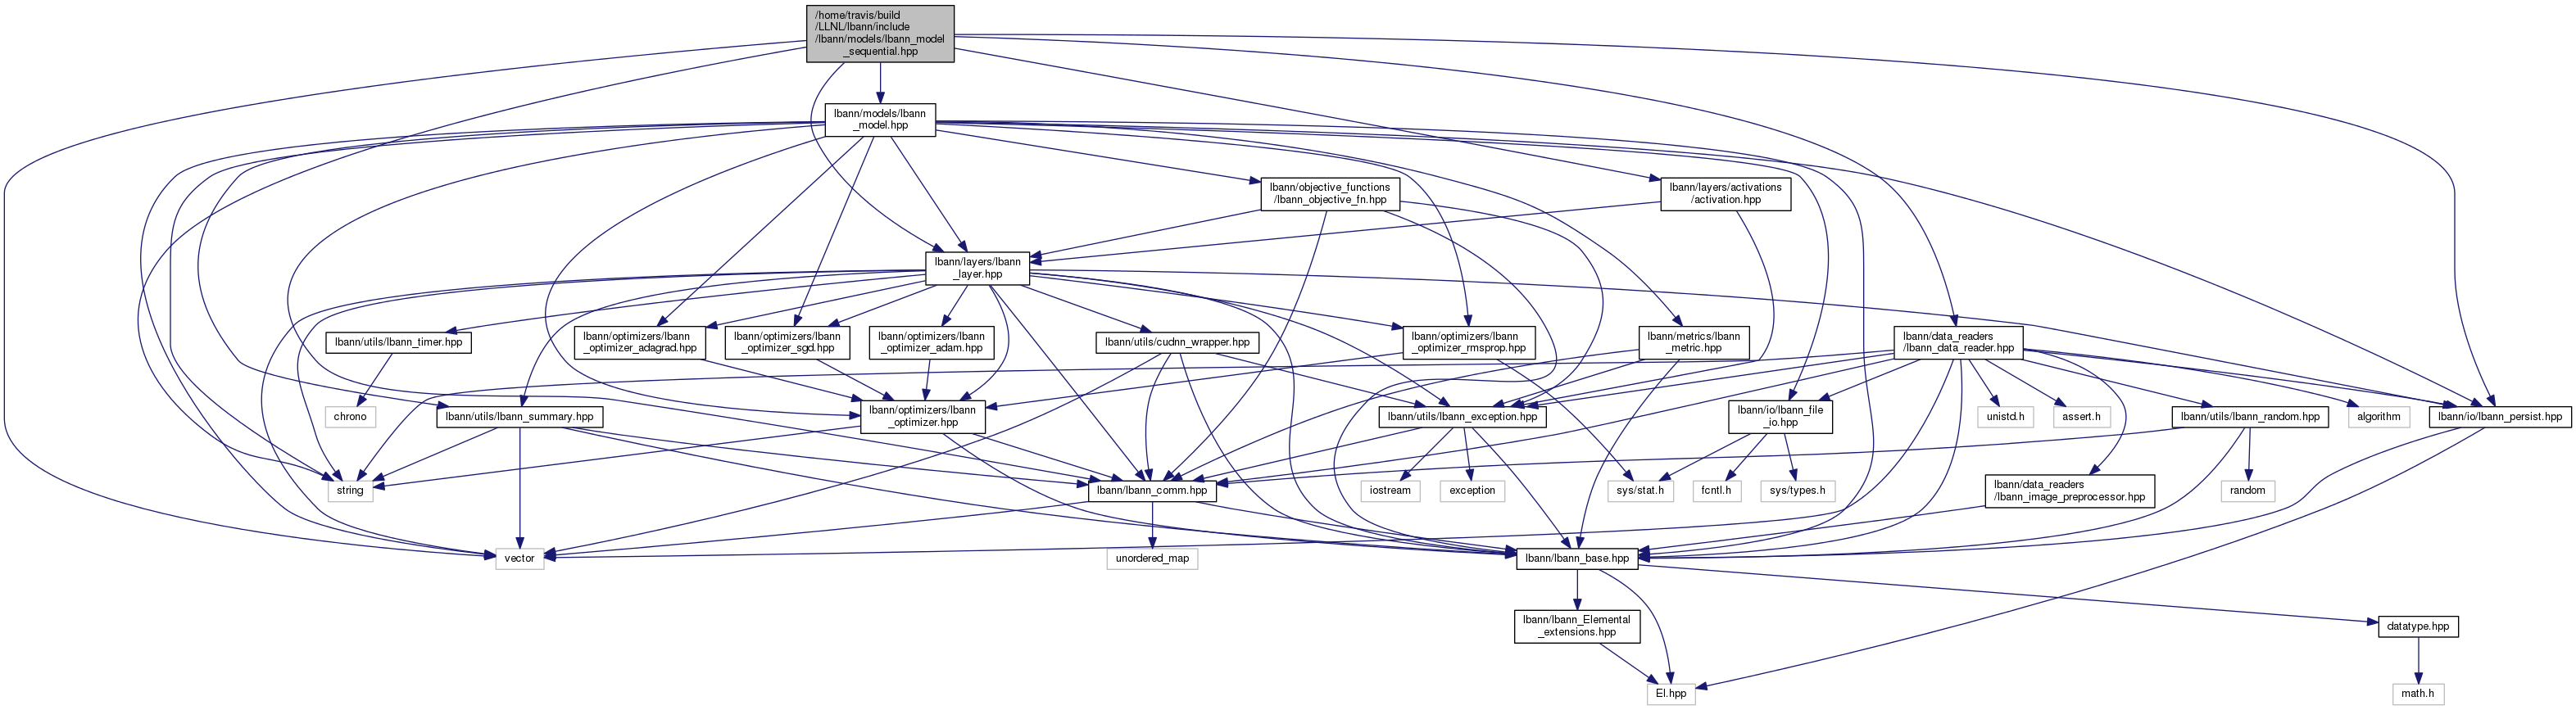 /home/travis/build
/LLNL/lbann/include
/lbann/models/lbann_model
_sequential.hpp
lbann/models/lbann
_model.hpp
lbann/objective_functions
/lbann_objective_fn.hpp
lbann/layers/activations
/activation.hpp
lbann/layers/lbann
_layer.hpp
lbann/utils/lbann_timer.hpp
lbann/optimizers/lbann
_optimizer_adagrad.hpp
lbann/optimizers/lbann
_optimizer_sgd.hpp
lbann/optimizers/lbann
_optimizer_adam.hpp
lbann/utils/cudnn_wrapper.hpp
lbann/optimizers/lbann
_optimizer_rmsprop.hpp
lbann/metrics/lbann
_metric.hpp
lbann/data_readers
/lbann_data_reader.hpp
chrono
lbann/utils/lbann_summary.hpp
lbann/optimizers/lbann
_optimizer.hpp
lbann/utils/lbann_exception.hpp
lbann/io/lbann_file
_io.hpp
unistd.h
assert.h
lbann/utils/lbann_random.hpp
algorithm
lbann/io/lbann_persist.hpp
string
lbann/lbann_comm.hpp
iostream
exception
sys/stat.h
fcntl.h
sys/types.h
lbann/data_readers
/lbann_image_preprocessor.hpp
random
vector
unordered_map
lbann/lbann_base.hpp
lbann/lbann_Elemental
_extensions.hpp
datatype.hpp
El.hpp
math.h